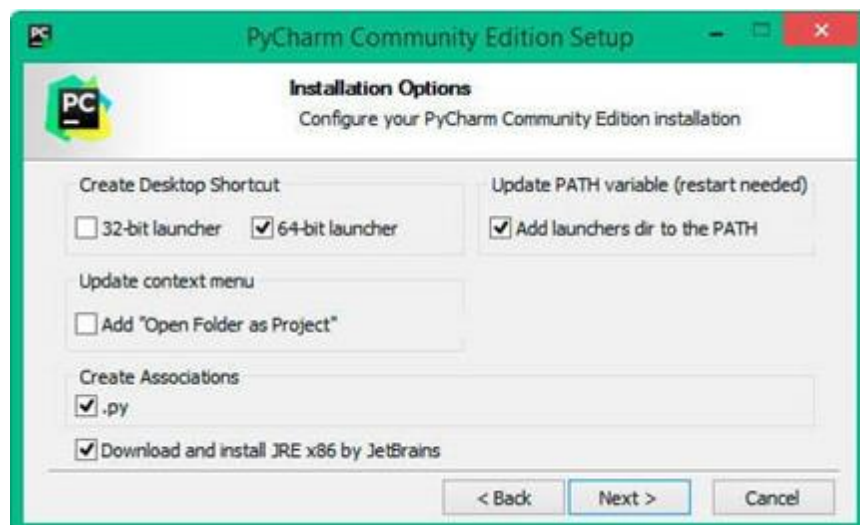 PC
PyCharm Community Edition Setup
PC
Installation Options
Configure your PyCharm Community Edition installation
Create Desktop Shortcut
Update PATH variable (restart needed)
32-bit launcher
64-bit launcher
Add launchers dir to the PATH
Update context menu
Add "Open Folder as Project"
Create Associations
.py
Download and install JRE x86 by JetBrains
< Back
Next >
Cancel